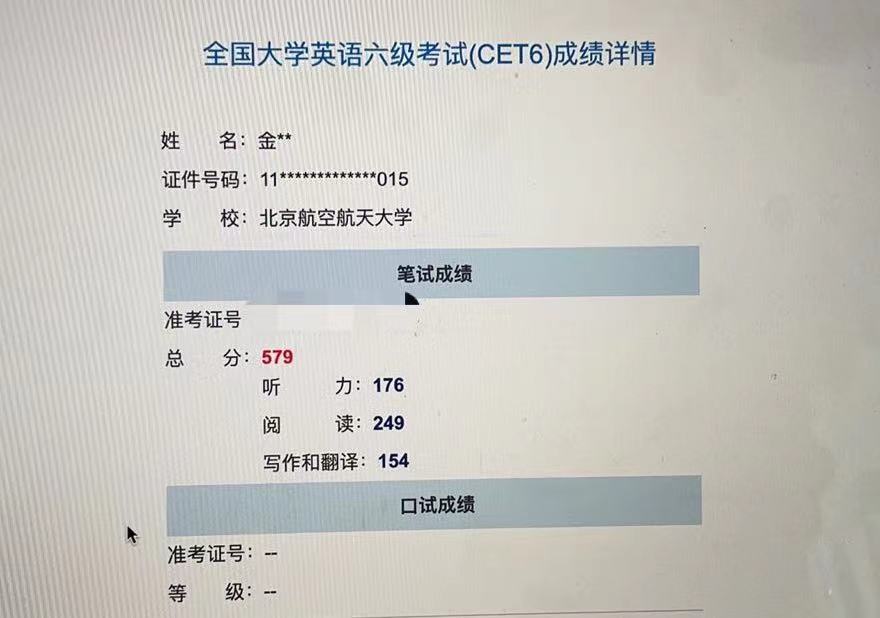 全国大学英语六级考试(CET6)成绩详情
姓 名：金**
证件号码：11*************015
学 校：北京航空航天大学
笔试成绩
准考证号
总 分：579
听 力：176
阅 读：249
写作和翻译：154
口试成绩
准考证号：--
等 级：--